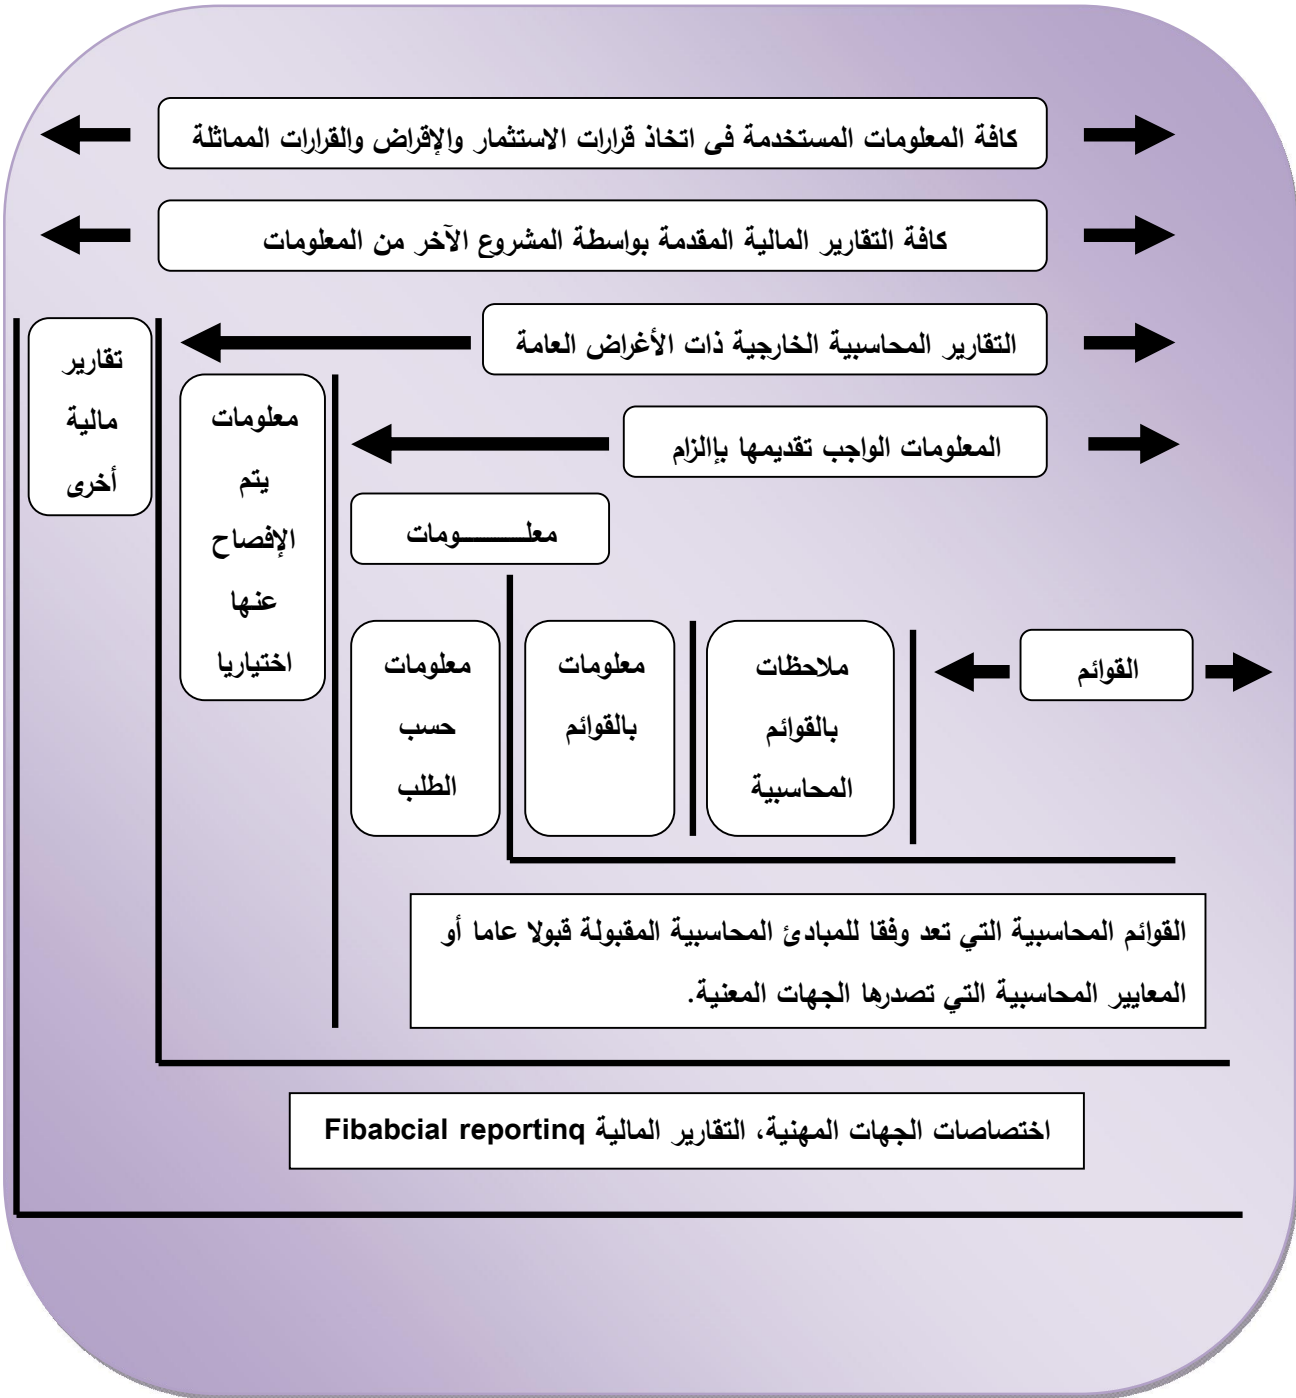 كافة المعلومات المستخدمة فى اتخاذ قرارات الاستثمار والإقراض والقرارات المماثلة
كافة التقارير المالية المقدمة بواسطة المشروع الآخر من المعلومات
التقارير المحاسبية الخارجية ذات الأغراض العامة
تقارير
مالية
أخرى
معلومات
يتم
الإفصاح
عنها
اختياريا
المعلومات الواجب تقديمها بإالزام
معلـــــــــومات
القوائم
ملاحظات
بالقوائم
المحاسبية
معلومات
بالقوائم
معلومات
حسب
الطلب
القوائم المحاسبية التي تعد وفقا للمبادئ المحاسبية المقبولة قبولا عاما أو
المعايير المحاسبية التي تصدرها الجهات المعنية.
اختصاصات الجهات المهنية، التقارير المالية Fibabcial reportinq